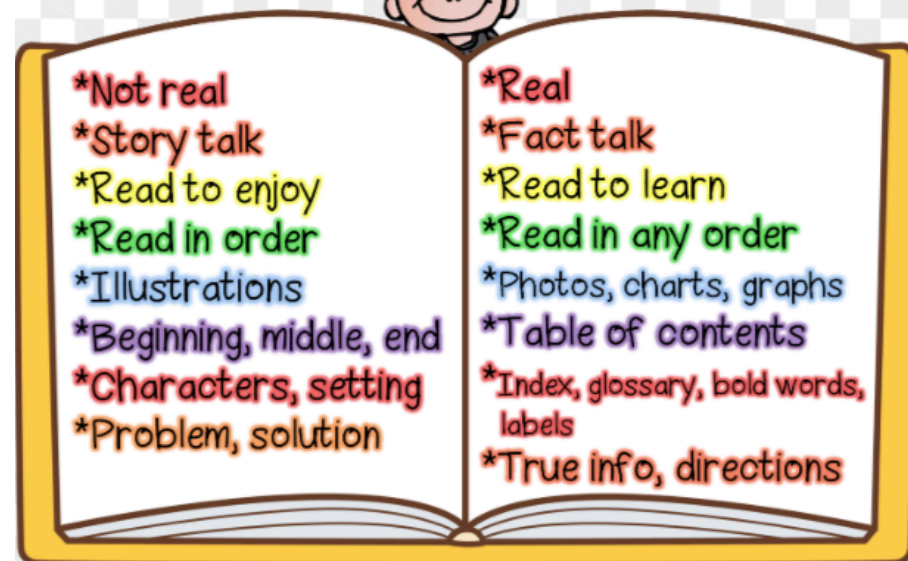 *Not real
*Story talk
*Read to enjoy
*Read in order
*Illustrations
*Beginning, middle, end
*Characters, setting
*Problem, solution
*Real
*Fact talk
*Read to learn
*Read in any order
*Photos, charts, graphs
*Table of contents
*Index, glossary, bold words,
labels
*True info, directions